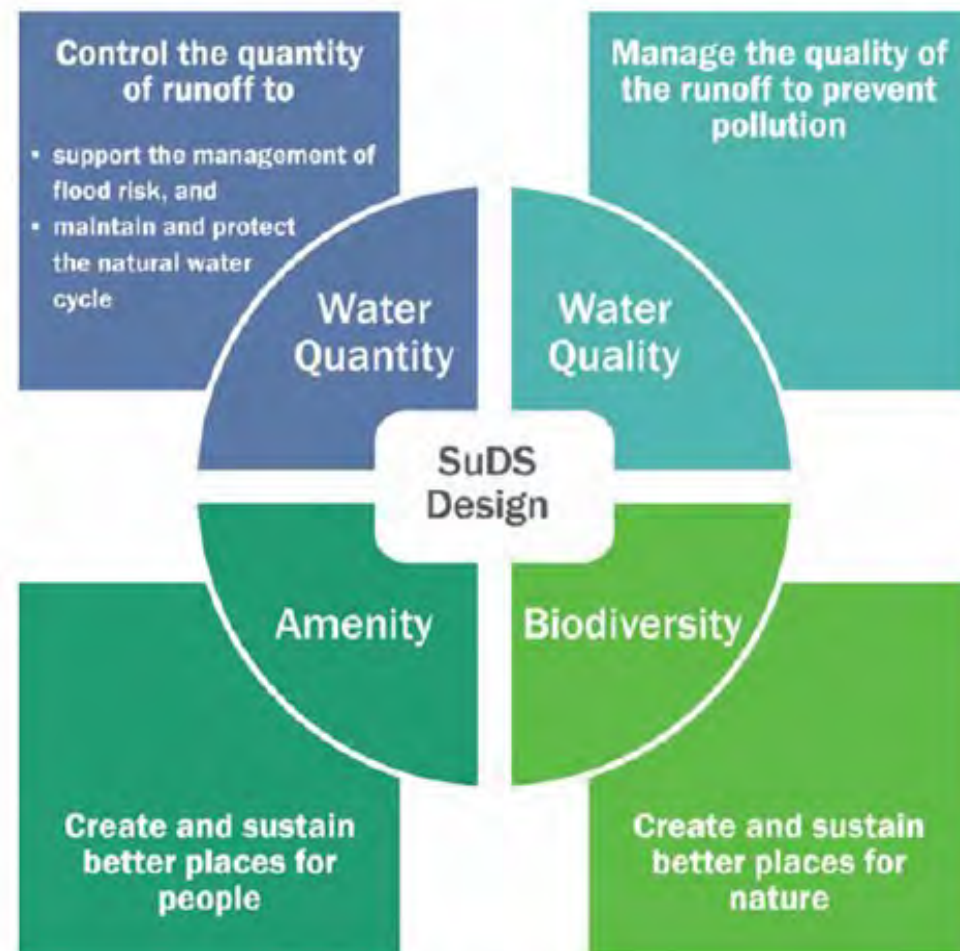 Control the quantity
of runoff to
• support the management of
flood risk, and
• maintain and protect
the natural water
cycle
Manage the quality of
the runoff to prevent
pollution
Water
Quantity
Water
Quality
SuDS
Design
Amenity
Biodiversity
Create and sustain
better places for
people
Create and sustain
better places for
nature